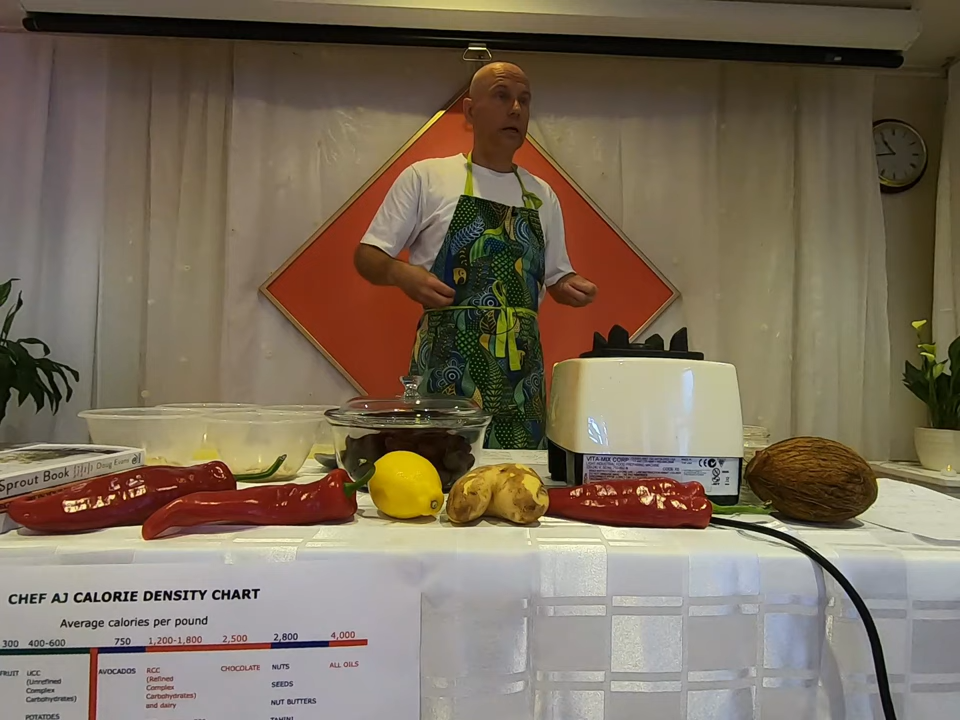 Sprout Book
Doug Evans
VITA-MIX CORP
CHEF AJ CALORIE DENSITY CHART
Average calories per pound
300 400-600 750 1,200-1,800 2,500 2,800 4,000
FRUIT UCC AVOCADOS RCC CHOCOLATE NUTS ALL OILS
(Unrefined (Refined
Complex Complex SEEDS
Carbohydrates) Carbohydrates)
and dairy NUT BUTTERS
POTATOES TAHINI